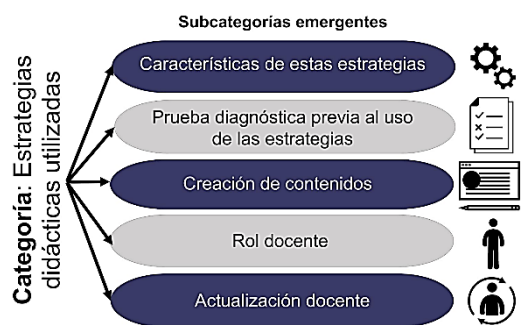 Subcategorías emergentes
Categoría: Estrategias
didácticas utilizadas
Características de estas estrategias
Prueba diagnóstica previa al uso
de las estrategias
Creación de contenidos
Rol docente
Actualización docente